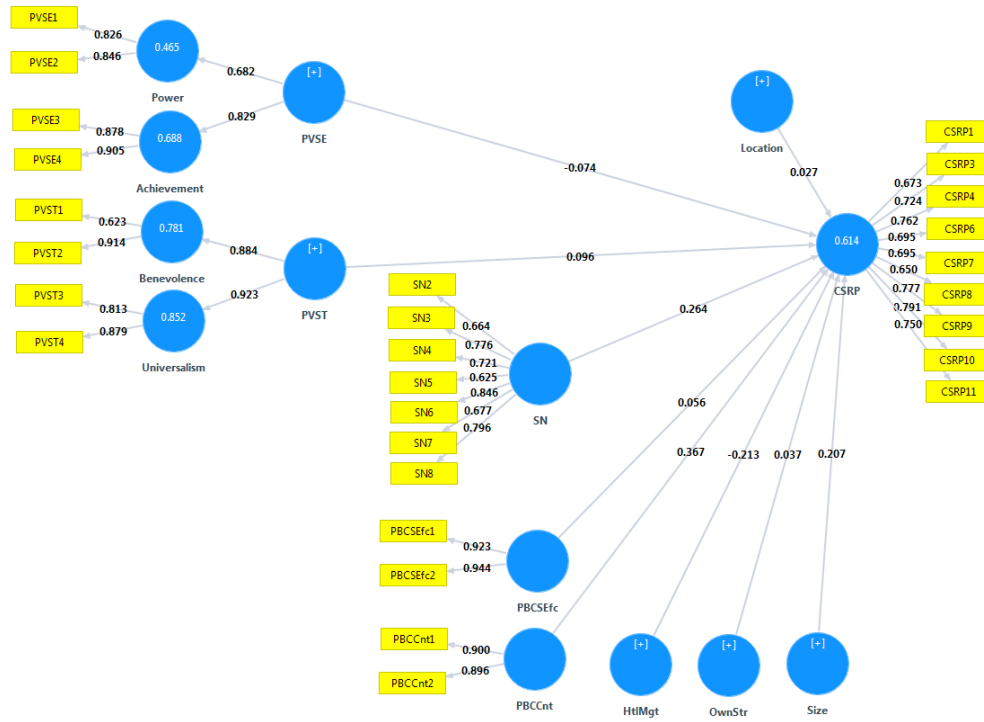 PVSE1
0.826
PVSE2
0.846
0.465
Power
0.682
[+]
PVSE
0.829
PVSE3
0.878
PVSE4
0.905
0.688
Achievement
PVST1
0.623
PVST2
0.914
0.781
Benevolence
0.884
[+]
PVST
0.923
PVST3
0.813
PVST4
0.879
0.852
Universalism
-0.074
0.096
[+]
Location
0.027
0.614
CSRP
CSRP1
0.673
CSRP3
0.724
CSRP4
0.762
CSRP6
0.695
CSRP7
0.695
CSRP8
0.650
CSRP9
0.777
CSRP10
0.791
CSRP11
0.750
SN2
0.664
SN3
0.776
SN4
0.721
SN5
0.625
SN6
0.846
SN7
0.677
SN8
0.796
SN
0.264
0.056
0.367
-0.213
0.037
0.207
PBCSEfc1
0.923
PBCSEfc2
0.944
PBCSEfc
PBCCnt1
0.900
PBCCnt2
0.896
PBCCnt
[+]
HtlMgt
[+]
OwnStr
[+]
Size